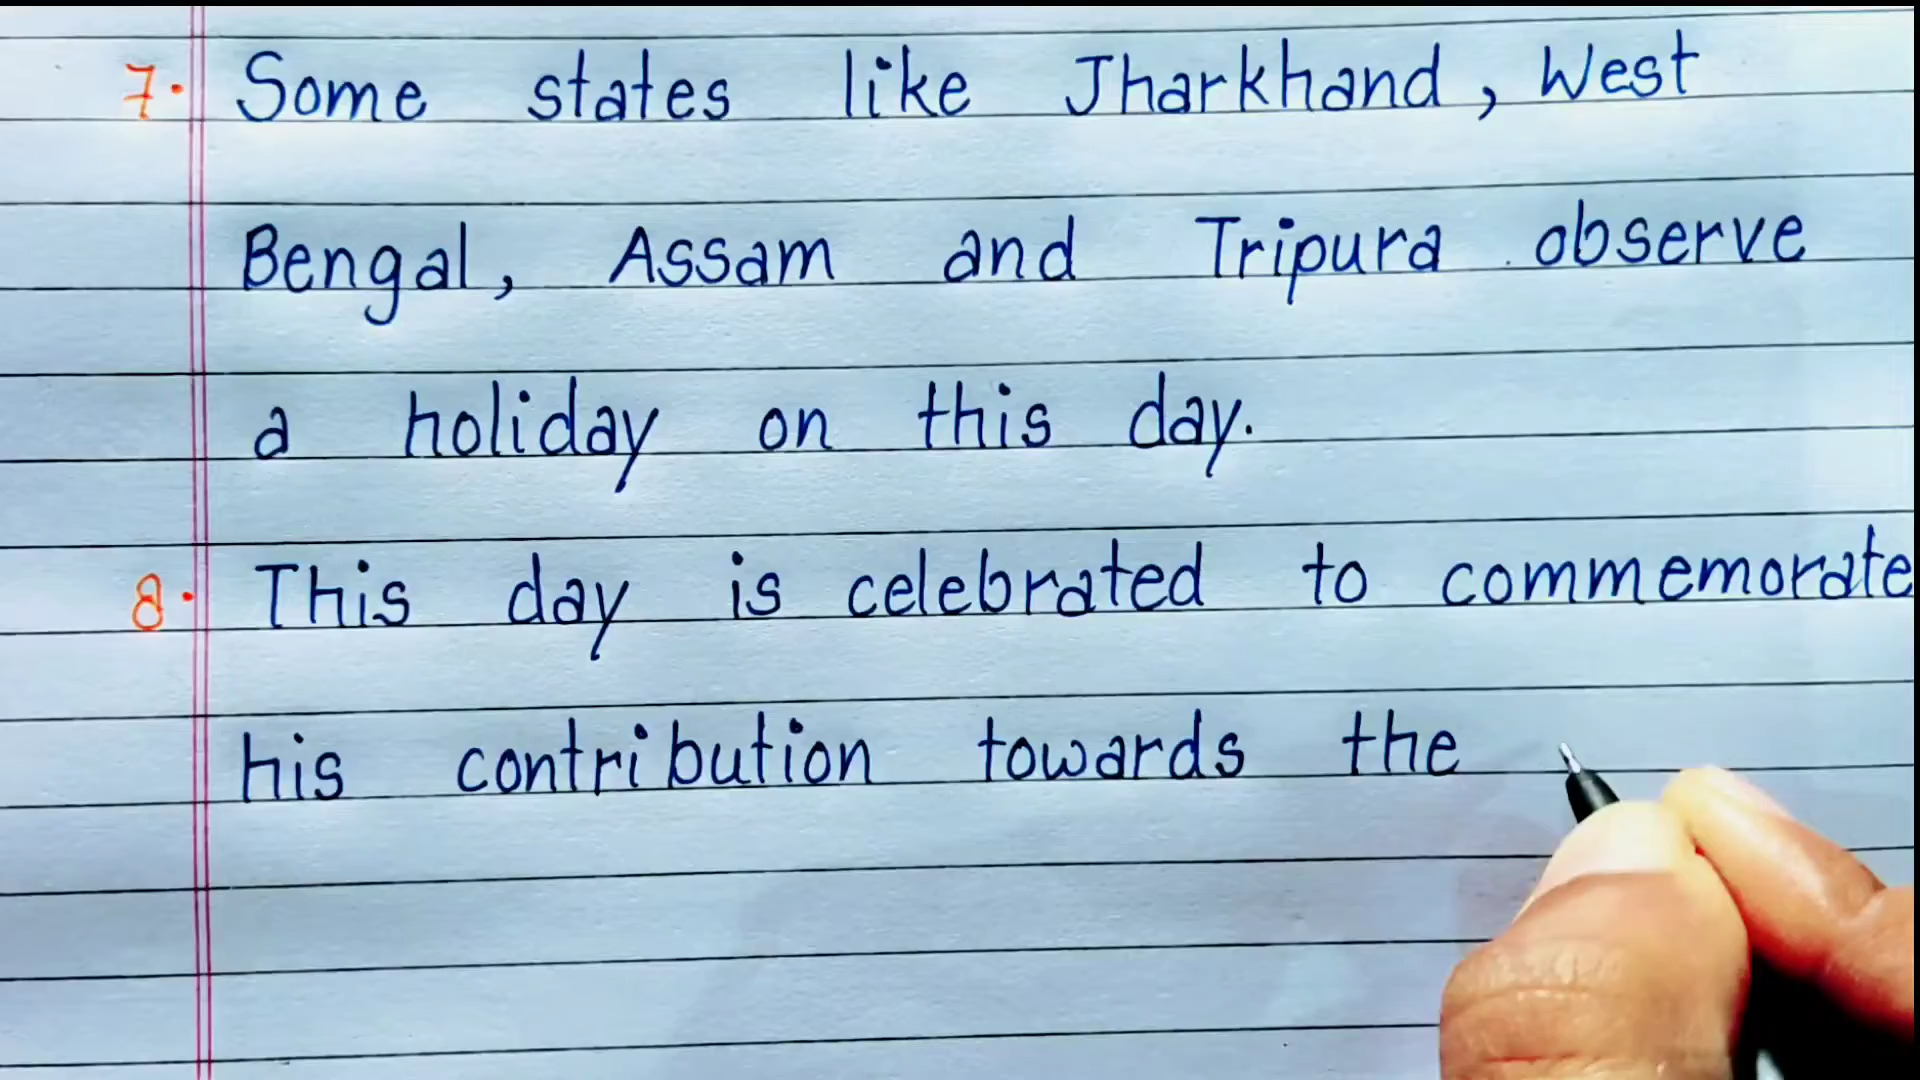 7. Some states like Jharkhand, West
Bengal, Assam and Tripura observe
a holiday on this day.
8. This day is celebrated to commemorate
his contribution towards the